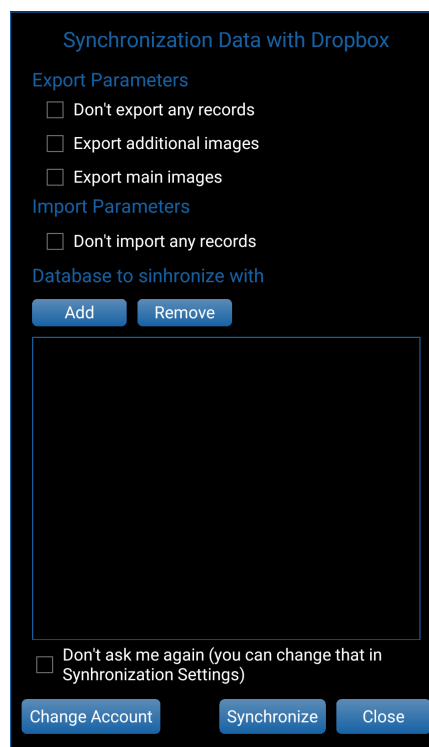 Synchronization Data with Dropbox
Export Parameters
Don't export any records
Export additional images
Export main images
Import Parameters
Don't import any records
Database to sinhronize with
Add Remove
Don't ask me again (you can change that in
Synhronization Settings)
Change Account Synchronize Close